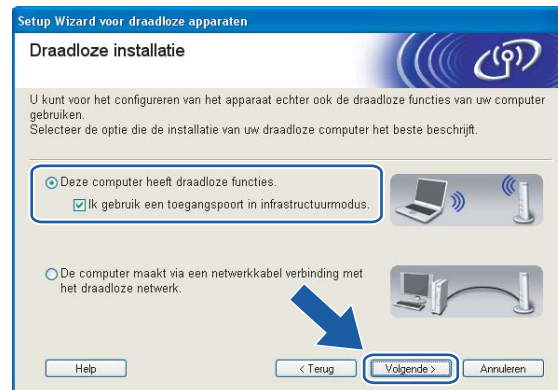 Setup Wizard voor draadloze apparaten
Draadloze installatie
U kunt voor het configureren van het apparaat echter ook de draadloze functies van uw computer
gebruiken.
Selecteer de optie die de installatie van uw draadloze computer het beste beschrijft.
Deze computer heeft draadloze functies.
Ik gebruik een toegangspoort in infrastructuurmodus.
De computer maakt via een netwerkkabel verbinding met
het draadloze netwerk.
Help
< Terug
Volgende >
Annuleren